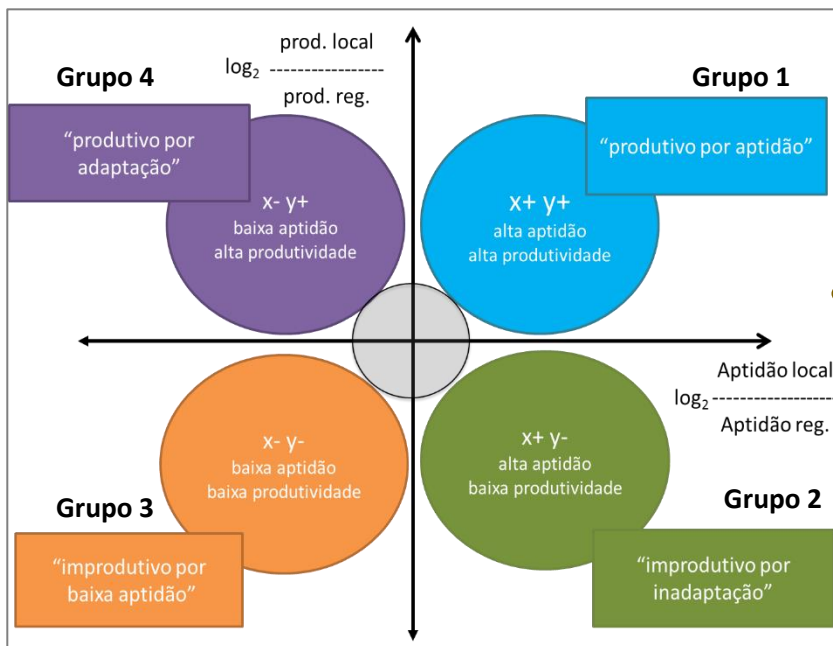 Grupo 4
prod. local
log₂ ----------------
prod. reg.
Grupo 1
“produtivo por
adaptação”
“produtivo por aptidão”
x- y+
baixa aptidão
alta produtividade
x+ y+
alta aptidão
alta produtividade
Aptidão local
log₂ ------------------
Aptidão reg.
x- y-
baixa aptidão
baixa produtividade
x+ y-
alta aptidão
baixa produtividade
Grupo 3
Grupo 2
“improdutivo por
baixa aptidão”
“improdutivo por
inadaptação”